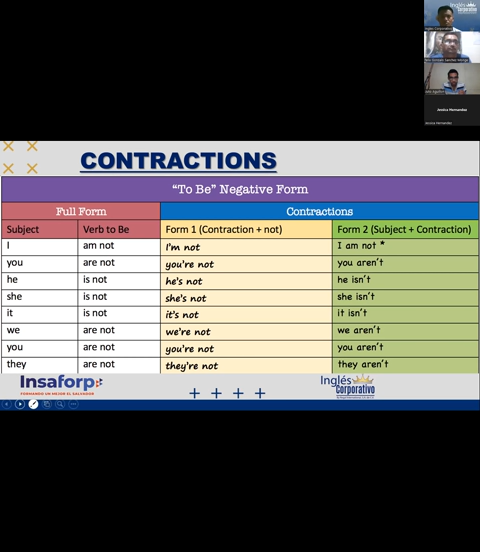 Inglés
Corporativo
Inglés Corporativo
Jessica Hernandez
CONTRACTIONS
“To Be” Negative Form
Full Form Contractions
Subject Verb to Be Form 1 (Contraction + not) Form 2 (Subject + Contraction)
I am not I'm not I am not *
you are not you're not you aren't
he is not he's not he isn't
she is not she's not she isn't
it is not it's not it isn't
we are not we're not we aren't
you are not you're not you aren't
they are not they're not they aren't
Insaforp
FORMANDO UN MEJOR EL SALVADOR
Inglés
Corporativo